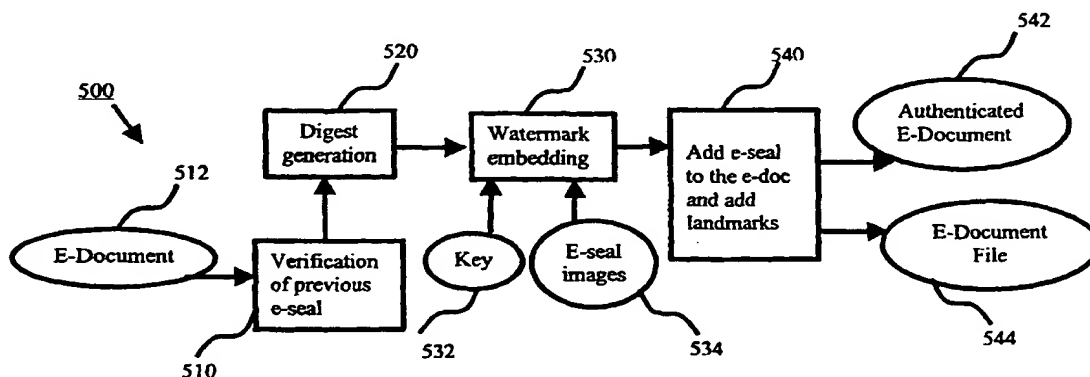 500
512
E-Document
Verification
of previous
e-seal
510
520
Digest
generation
530
Watermark
embedding
Key
532
E-seal
images
534
540
Add e-seal
to the e-doc
and add
landmarks
542
Authenticated
E-Document
E-Document
File
544